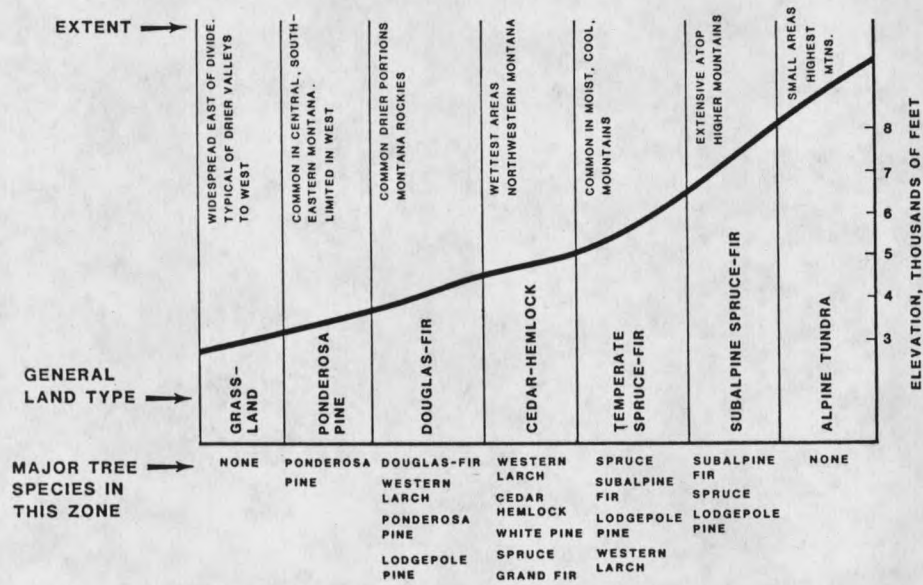 EXTENT
WIDESPREAD EAST OF DIVIDE.
TYPICAL OF DRIER VALLEYS
TO WEST
COMMON IN CENTRAL, SOUTH-
EASTERN MONTANA.
LIMITED IN WEST
COMMON DRIER PORTIONS
MONTANA ROCKIES
WETTEST AREAS
NORTHWESTERN MONTANA
COMMON IN MOIST, COOL,
MOUNTAINS
EXTENSIVE ATOP
HIGHER MOUNTAINS
SMALL AREAS
HIGHEST
MTNS.
8
7
6
5
4
3
ELEVATION, THOUSANDS OF FEET
GENERAL
LAND TYPE
GRASS-
LAND
PONDEROSA
PINE
DOUGLAS-FIR
CEDAR-HEMLOCK
TEMPERATE
SPRUCE-FIR
SUBALPINE SPRUCE-FIR
ALPINE TUNDRA
MAJOR TREE
SPECIES IN
THIS ZONE
NONE
PONDEROSA
PINE
DOUGLAS-FIR
WESTERN
LARCH
PONDEROSA
PINE
LODGEPOLE
PINE
WESTERN
LARCH
CEDAR
HEMLOCK
WHITE PINE
SPRUCE
GRAND FIR
SPRUCE
SUBALPINE
FIR
LODGEPOLE
PINE
WESTERN
LARCH
SUBALPINE
FIR
SPRUCE
LODGEPOLE
PINE
NONE